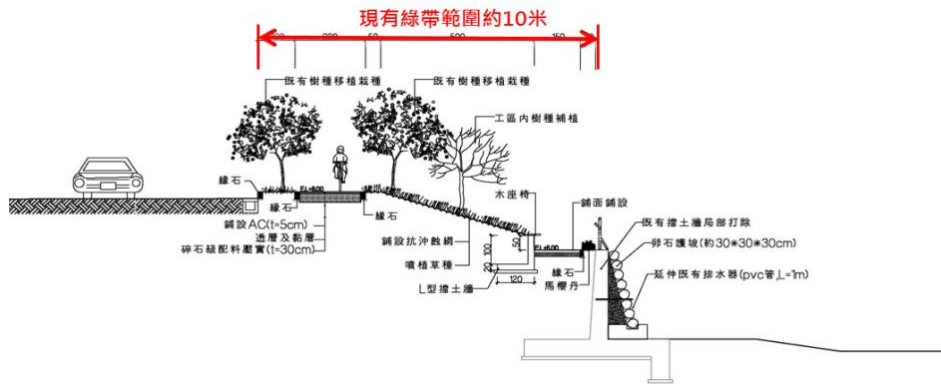 現有綠帶範圍約10米
220
50
500
150
既有樹種移植栽種
既有樹種移植栽種
工區內樹種補植
木座椅
緣石
鋪面鋪設
既有擋土牆局部打除
緣石
緣石
卵石護坡(約30*30*30cm)
鋪設AC(t=5cm)
透層及黏層
碎石級配料壓實(t=30cm)
鋪設抗沖蝕網
噴植草種
L型擋土牆
50
100
20
120
緣石
馬櫻丹
延伸既有排水器(pvc管,L=1m)